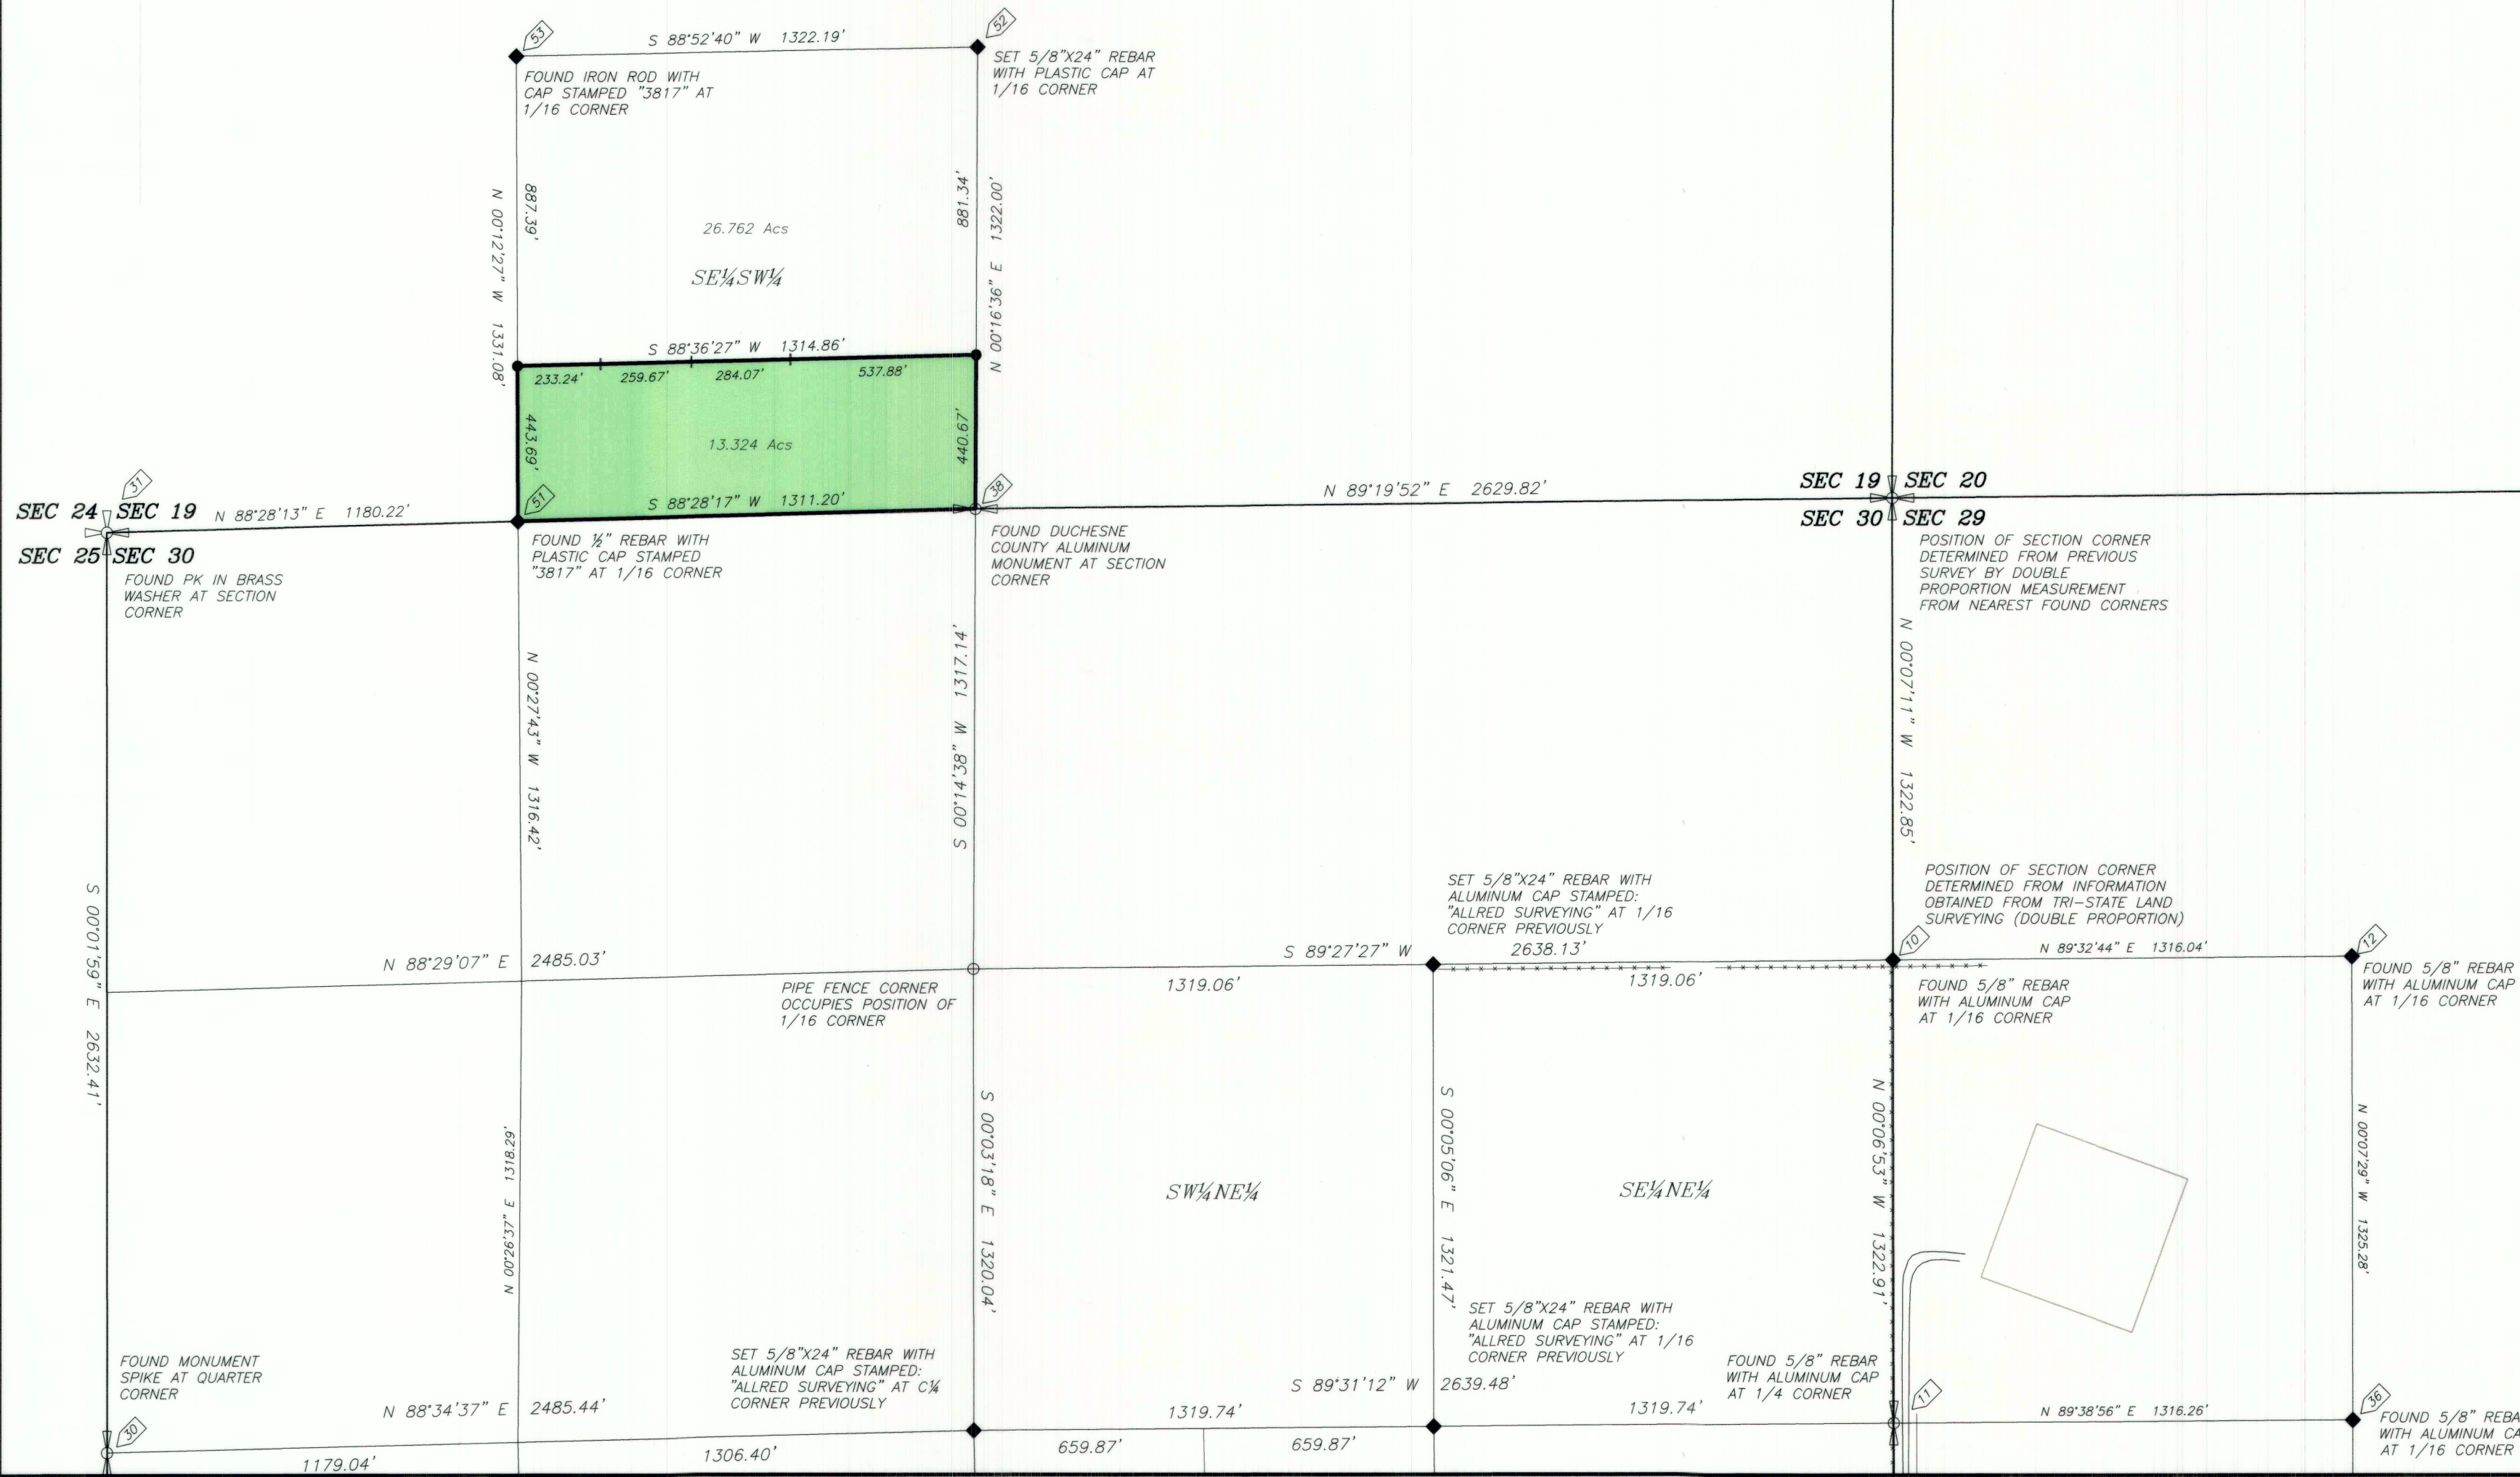 53
S 88°52'40" W 1322.19'
52
SET 5/8"X24" REBAR
WITH PLASTIC CAP AT
1/16 CORNER
FOUND IRON ROD WITH
CAP STAMPED "3817" AT
1/16 CORNER
N 00°12'27" W 1331.08'
887.39'
881.34'
N 00°16'36" E 1322.00'
26.762 Acs
SE¼SW¼
S 88°36'27" W 1314.86'
233.24'
259.67'
284.07'
537.88'
443.69'
13.324 Acs
440.67'
51
S 88°28'17" W 1311.20'
38
31
SEC 24
SEC 19
N 88°28'13" E 1180.22'
SEC 25
SEC 30
FOUND PK IN BRASS
WASHER AT SECTION
CORNER
FOUND ½" REBAR WITH
PLASTIC CAP STAMPED
"3817" AT 1/16 CORNER
FOUND DUCHESNE
COUNTY ALUMINUM
MONUMENT AT SECTION
CORNER
N 89°19'52" E 2629.82'
SEC 19
SEC 20
SEC 30
SEC 29
POSITION OF SECTION CORNER
DETERMINED FROM PREVIOUS
SURVEY BY DOUBLE
PROPORTION MEASUREMENT
FROM NEAREST FOUND CORNERS
N 00°27'43" W 1316.42'
S 00°14'38" W 1317.14'
N 00°07'11" W 1322.85'
S 00°01'59" E 2632.41'
SET 5/8"X24" REBAR WITH
ALUMINUM CAP STAMPED:
"ALLRED SURVEYING" AT 1/16
CORNER PREVIOUSLY
POSITION OF SECTION CORNER
DETERMINED FROM INFORMATION
OBTAINED FROM TRI-STATE LAND
SURVEYING (DOUBLE PROPORTION)
N 88°29'07" E 2485.03'
S 89°27'27" W 2638.13'
10
N 89°32'44" E 1316.04'
12
PIPE FENCE CORNER
OCCUPIES POSITION OF
1/16 CORNER
1319.06'
1319.06'
FOUND 5/8" REBAR
WITH ALUMINUM CAP
AT 1/16 CORNER
FOUND 5/8" REBAR
WITH ALUMINUM CAP
AT 1/16 CORNER
N 00°26'37" E 1318.29'
S 00°03'18" E 1320.04'
SW¼NE¼
S 00°05'06" E 1321.47'
SE¼NE¼
N 00°06'53" W 1322.91'
N 00°07'29" W 1325.28'
FOUND MONUMENT
SPIKE AT QUARTER
CORNER
SET 5/8"X24" REBAR WITH
ALUMINUM CAP STAMPED:
"ALLRED SURVEYING" AT C¼
CORNER PREVIOUSLY
SET 5/8"X24" REBAR WITH
ALUMINUM CAP STAMPED:
"ALLRED SURVEYING" AT 1/16
CORNER PREVIOUSLY
FOUND 5/8" REBAR
WITH ALUMINUM CAP
AT 1/4 CORNER
30
N 88°34'37" E 2485.44'
S 89°31'12" W 2639.48'
11
N 89°38'56" E 1316.26'
36
FOUND 5/8" REBA
WITH ALUMINUM CA
AT 1/16 CORNER
1179.04'
1306.40'
1319.74'
659.87'
659.87'
1319.74'